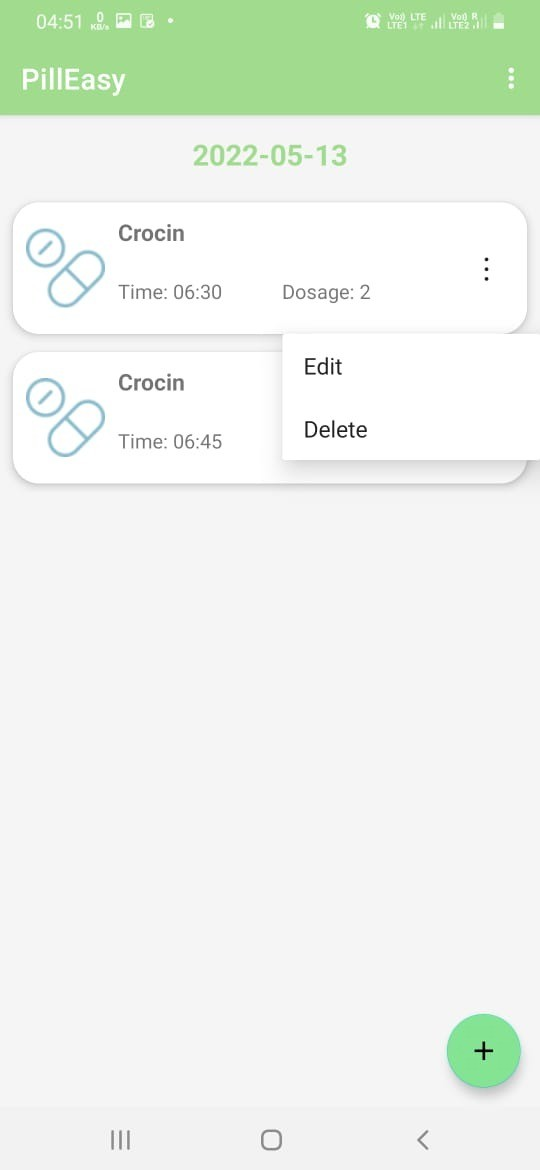 04:51 0 KB/s Vo) LTE LTE1 Vo) R LTE2
PillEasy
2022-05-13
Crocin
Time: 06:30 Dosage: 2
Edit
Crocin
Delete
Time: 06:45
+